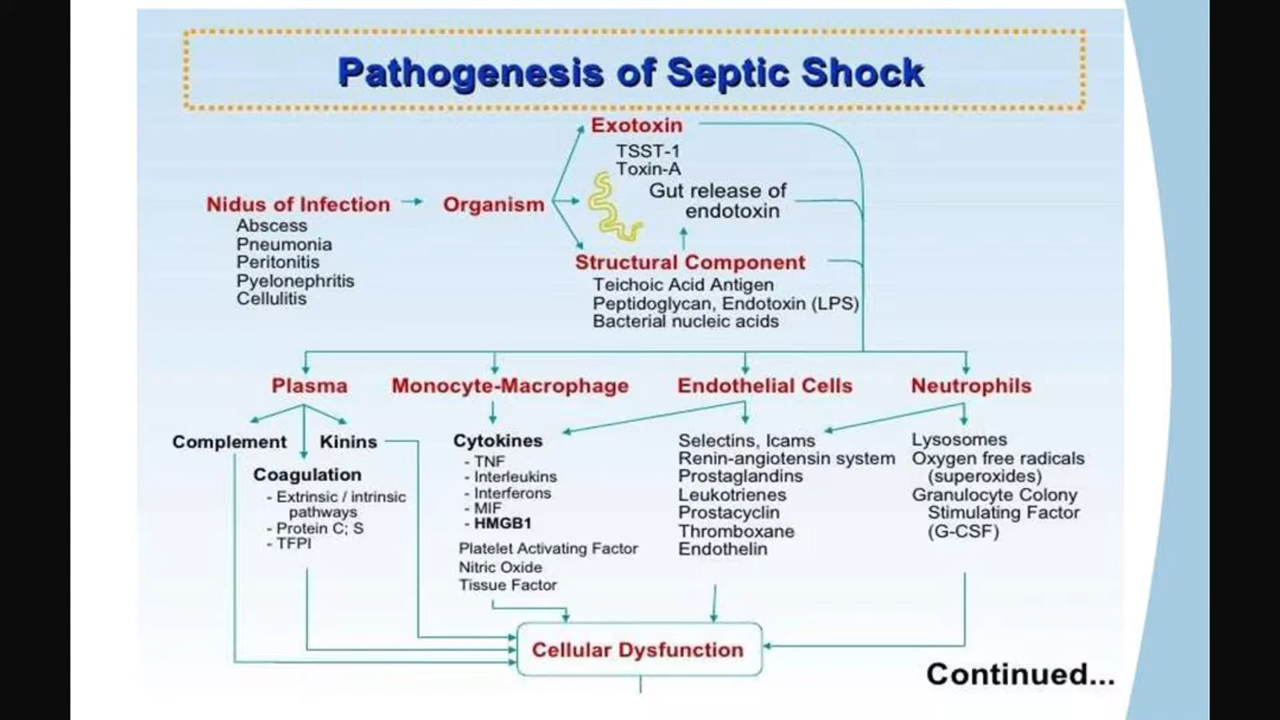 Pathogenesis of Septic Shock
Exotoxin
TSST-1
Toxin-A
Gut release of
endotoxin
Nidus of Infection
Abscess
Pneumonia
Peritonitis
Pyelonephritis
Cellulitis
Organism
Structural Component
Teichoic Acid Antigen
Peptidoglycan, Endotoxin (LPS)
Bacterial nucleic acids
Plasma
Complement
Kinins
Coagulation
- Extrinsic / intrinsic
pathways
- Protein C; S
- TFPI
Monocyte-Macrophage
Cytokines
- TNF
- Interleukins
- Interferons
- MIF
- HMGB1
Platelet Activating Factor
Nitric Oxide
Tissue Factor
Endothelial Cells
Selectins, Icams
Renin-angiotensin system
Prostaglandins
Leukotrienes
Prostacyclin
Thromboxane
Endothelin
Neutrophils
Lysosomes
Oxygen free radicals
(superoxides)
Granulocyte Colony
Stimulating Factor
(G-CSF)
Cellular Dysfunction
Continued...